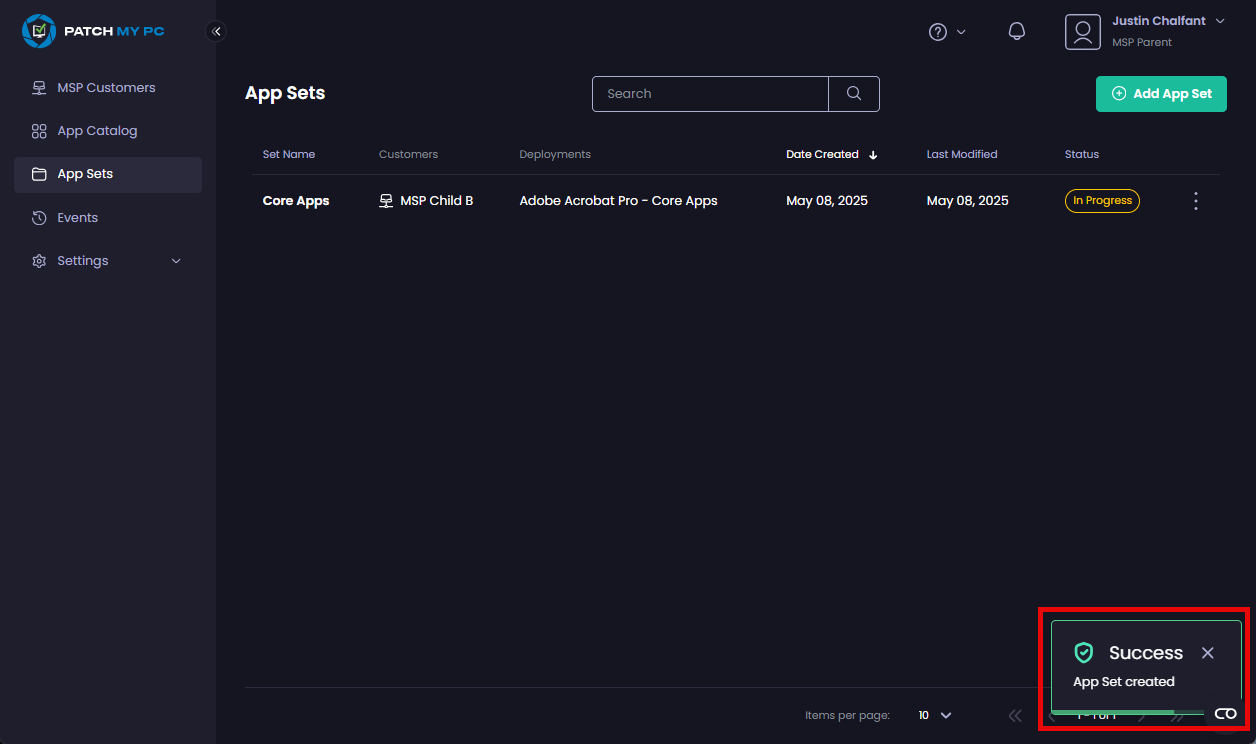 PATCH MY PC
Justin Chalfant
MSP Parent
MSP Customers
App Catalog
App Sets
Events
Settings
App Sets
Search
Add App Set
Set Name Customers Deployments Date Created Last Modified Status
Core Apps MSP Child B Adobe Acrobat Pro - Core Apps May 08, 2025 May 08, 2025 In Progress
Success
App Set created
Items per page: 10
1 - 1 of 1